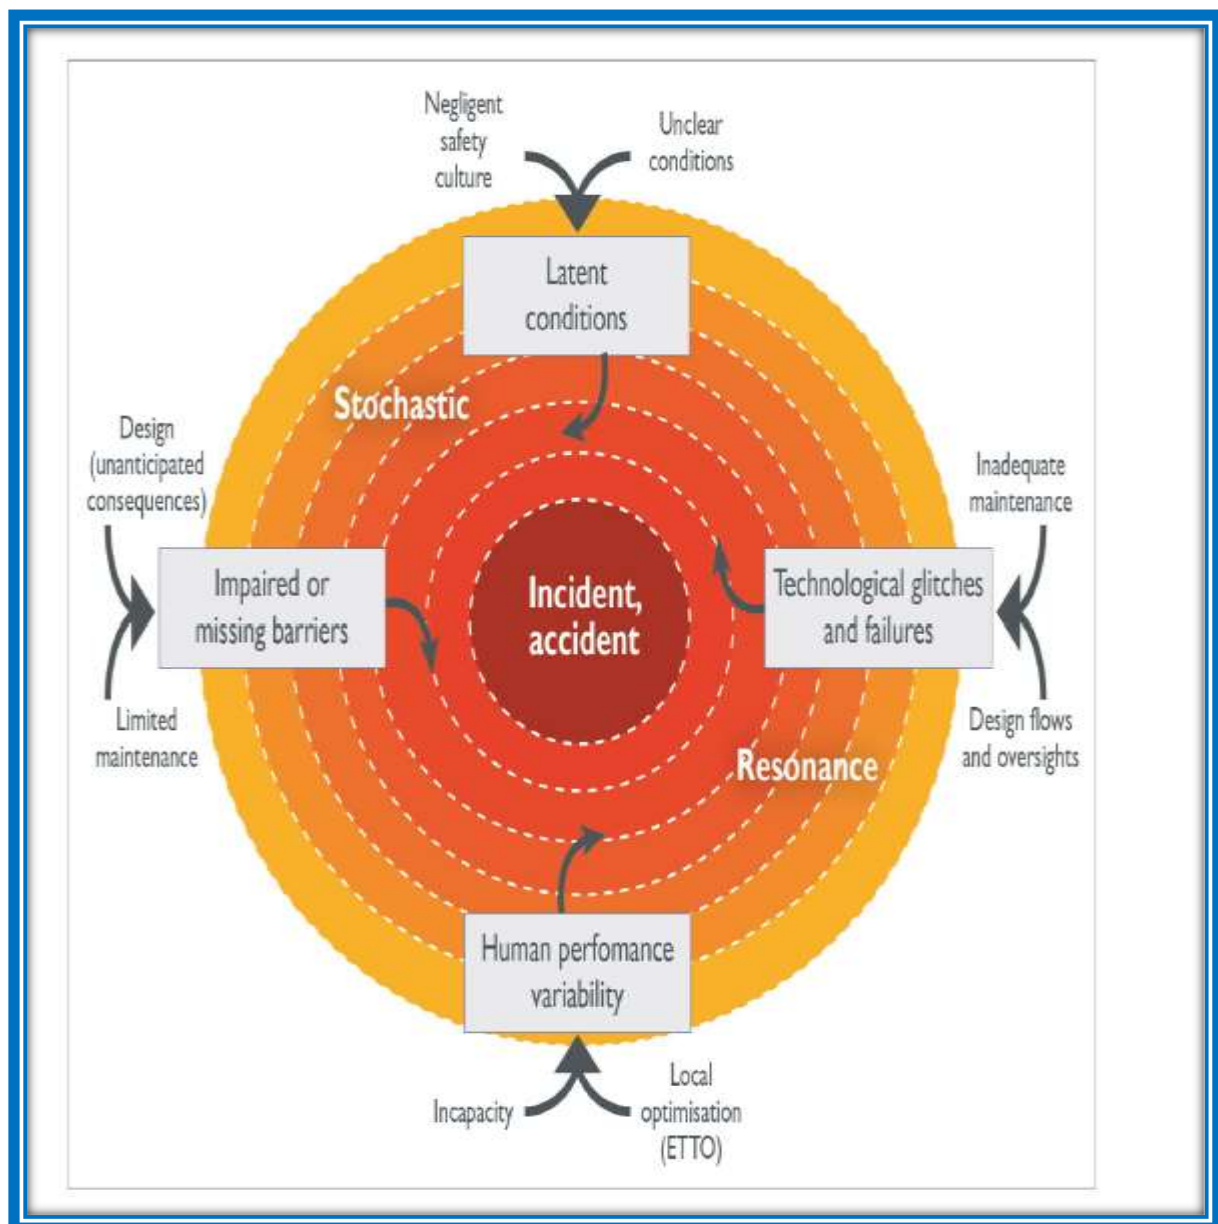 Negligent
safety
culture
Unclear
conditions
Latent
conditions
Stochastic
Design
(unanticipated
consequences)
Inadequate
maintenance
Impaired or
missing barriers
Incident,
accident
Technological glitches
and failures
Limited
maintenance
Design flows
and oversights
Resonance
Human perfomance
variability
Incapacity
Local
optimisation
(ETTO)